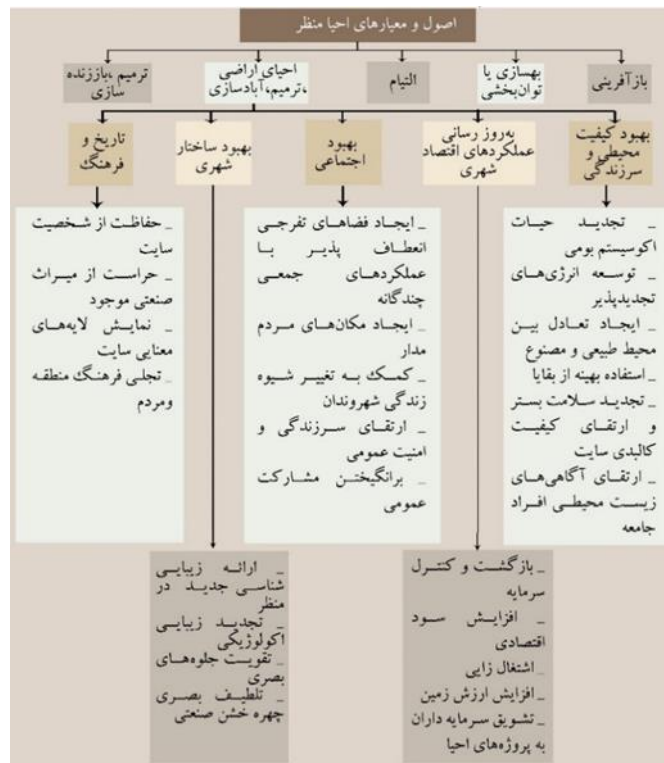 اصول و معیارهای احیا منظر
بازآفرینی
بهسازی یا
توان‌بخشی
التیام
احیای اراضی
،ترمیم،آبادسازی
ترمیم ،باززنده
سازی
بهبود کیفیت
محیطی و
سرزندگی
به‌روز رسانی
عملکردهای اقتصاد
شهری
بهبود
اجتماعی
بهبود ساختار
شهری
تاریخ و
فرهنگ
_ تجدید حیات
اکوسیستم بومی
_ توسعه انرژی‌های
تجدیدپذیر
_ ایجاد تعادل بین
محیط طبیعی و مصنوع
_ استفاده بهینه از بقایا
_ تجدید سلامت بستر
و ارتقای کیفیت
کالبدی سایت
_ ارتقای آگاهی‌های
زیست محیطی افراد
جامعه
_ ایجاد فضاهای تفرجی
انعطاف پذیر با
عملکردهای جمعی
چندگانه
_ ایجاد مکان‌های مردم
مدار
_ کمک به تغییر شیوه
زندگی شهروندان
_ ارتقای سرزندگی و
امنیت عمومی
_ برانگیختن مشارکت
عمومی
_ حفاظت از شخصیت
سایت
_ حراست از میراث
صنعتی موجود
_ نمایش لایه‌های
معنایی سایت
_ تجلی فرهنگ منطقه
ومردم
_ بازگشت و کنترل
سرمایه
_ افزایش سود
اقتصادی
_ اشتغال زایی
_ افزایش ارزش زمین
_ تشویق سرمایه داران
به پروژه‌های احیا
_ ارائه زیبایی
شناسی جدید در
منظر
_ تجدید زیبایی
اکولوژیکی
_ تقویت جلوه‌های
بصری
_ تلطیف بصری
چهره خشن صنعتی